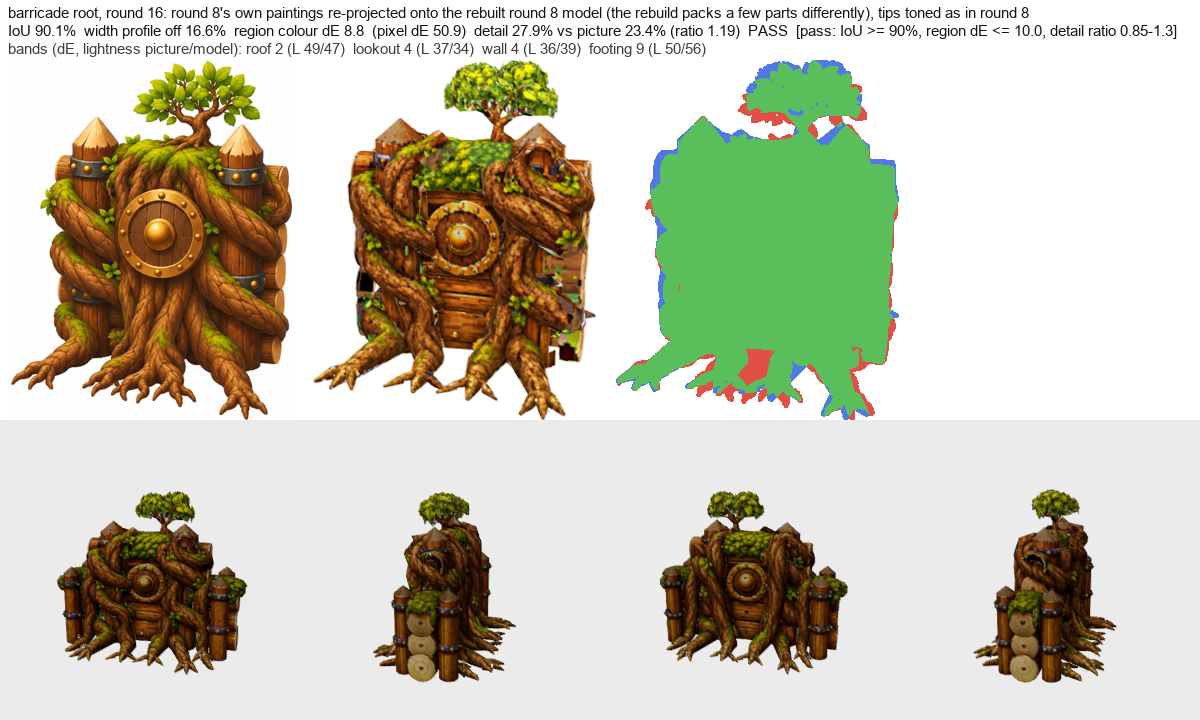 barricade root, round 16: round 8's own paintings re-projected onto the rebuilt round 8 model (the rebuild packs a few parts differently), tips toned as in round 8
IoU 90.1%  width profile off 16.6%  region colour dE 8.8  (pixel dE 50.9)  detail 27.9% vs picture 23.4% (ratio 1.19)  PASS  [pass: IoU >= 90%, region dE <= 10.0, detail ratio 0.85-1.3]
bands (dE, lightness picture/model): roof 2 (L 49/47)  lookout 4 (L 37/34)  wall 4 (L 36/39)  footing 9 (L 50/56)